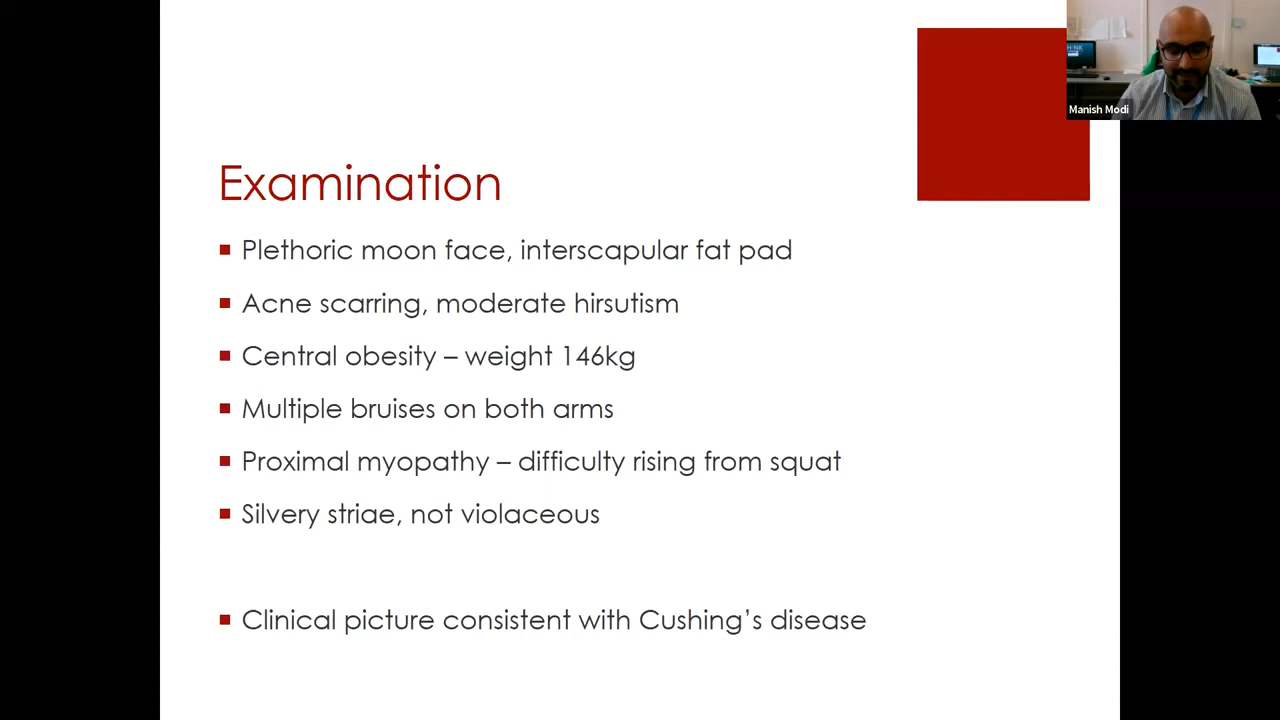 Manish Modi
Examination
Plethoric moon face, interscapular fat pad
Acne scarring, moderate hirsutism
Central obesity – weight 146kg
Multiple bruises on both arms
Proximal myopathy – difficulty rising from squat
Silvery striae, not violaceous
Clinical picture consistent with Cushing’s disease